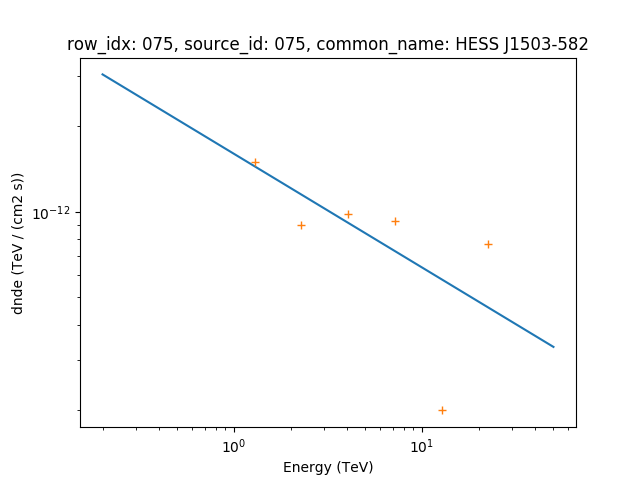 row_idx: 075, source_id: 075, common_name: HESS J1503-582
dnde (TeV / (cm2 s))
10⁻¹²
10⁰
10¹
Energy (TeV)